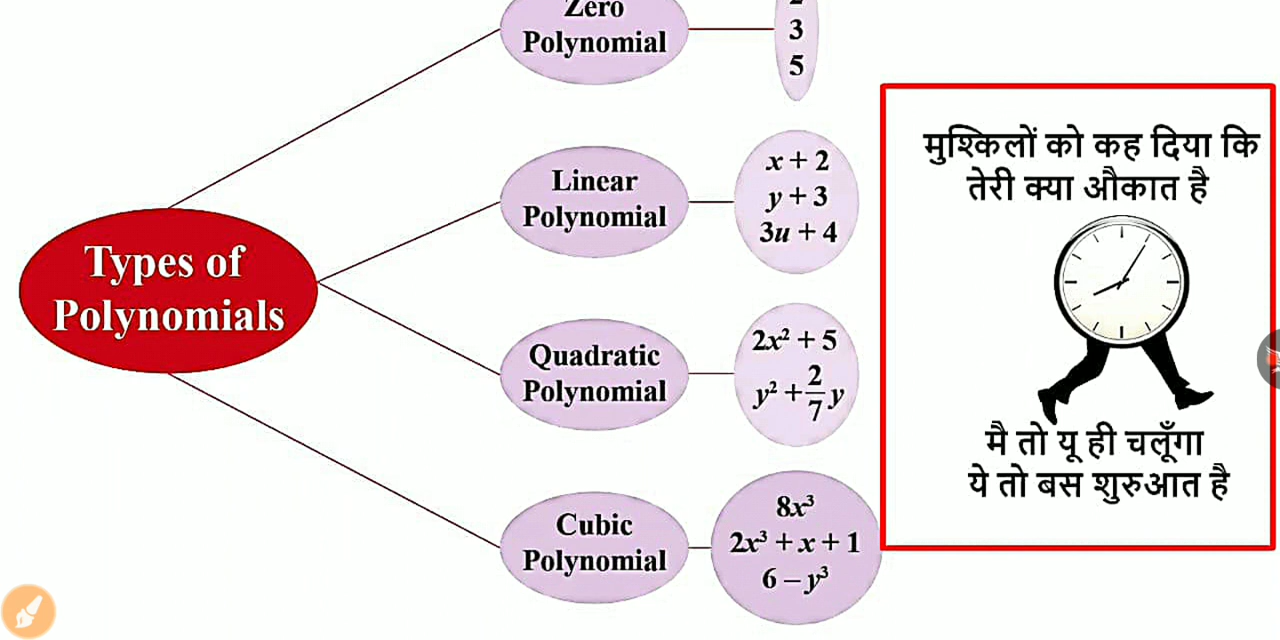 Zero
Polynomial
3
5
Types of
Polynomials
Linear
Polynomial
x + 2
y + 3
3u + 4
Quadratic
Polynomial
2x² + 5
y² + 2/7 y
Cubic
Polynomial
8x³
2x³ + x + 1
6 – y³
मुश्किलों को कह दिया कि
तेरी क्या औकात है
मै तो यू ही चलूँगा
ये तो बस शुरुआत है